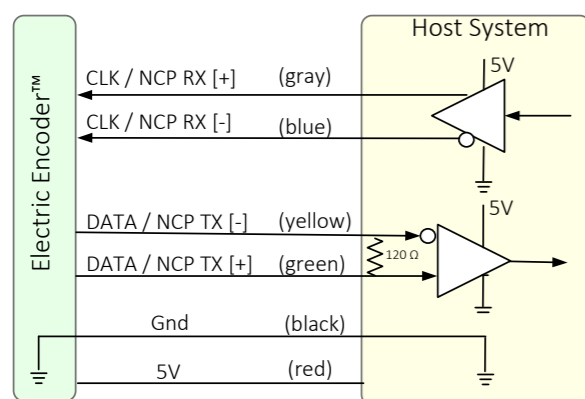 Host System
Electric Encoder™
5V
CLK / NCP RX [+] (gray)
CLK / NCP RX [-] (blue)
5V
DATA / NCP TX [-] (yellow)
120 Ω
DATA / NCP TX [+] (green)
Gnd (black)
5V (red)